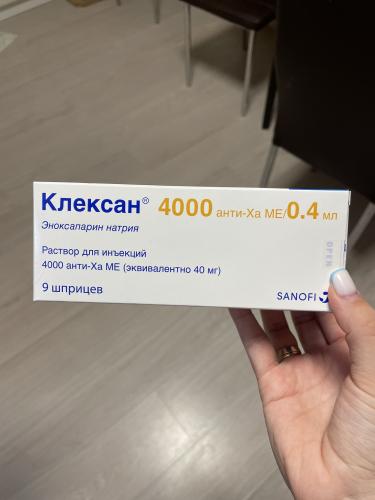 Клексан® 4000 анти-Ха МЕ/0.4 мл
Эноксапарин натрия
Раствор для инъекций
4000 анти-Ха МЕ (эквивалентно 40 мг)
9 шприцев
OPEN
SANOFI